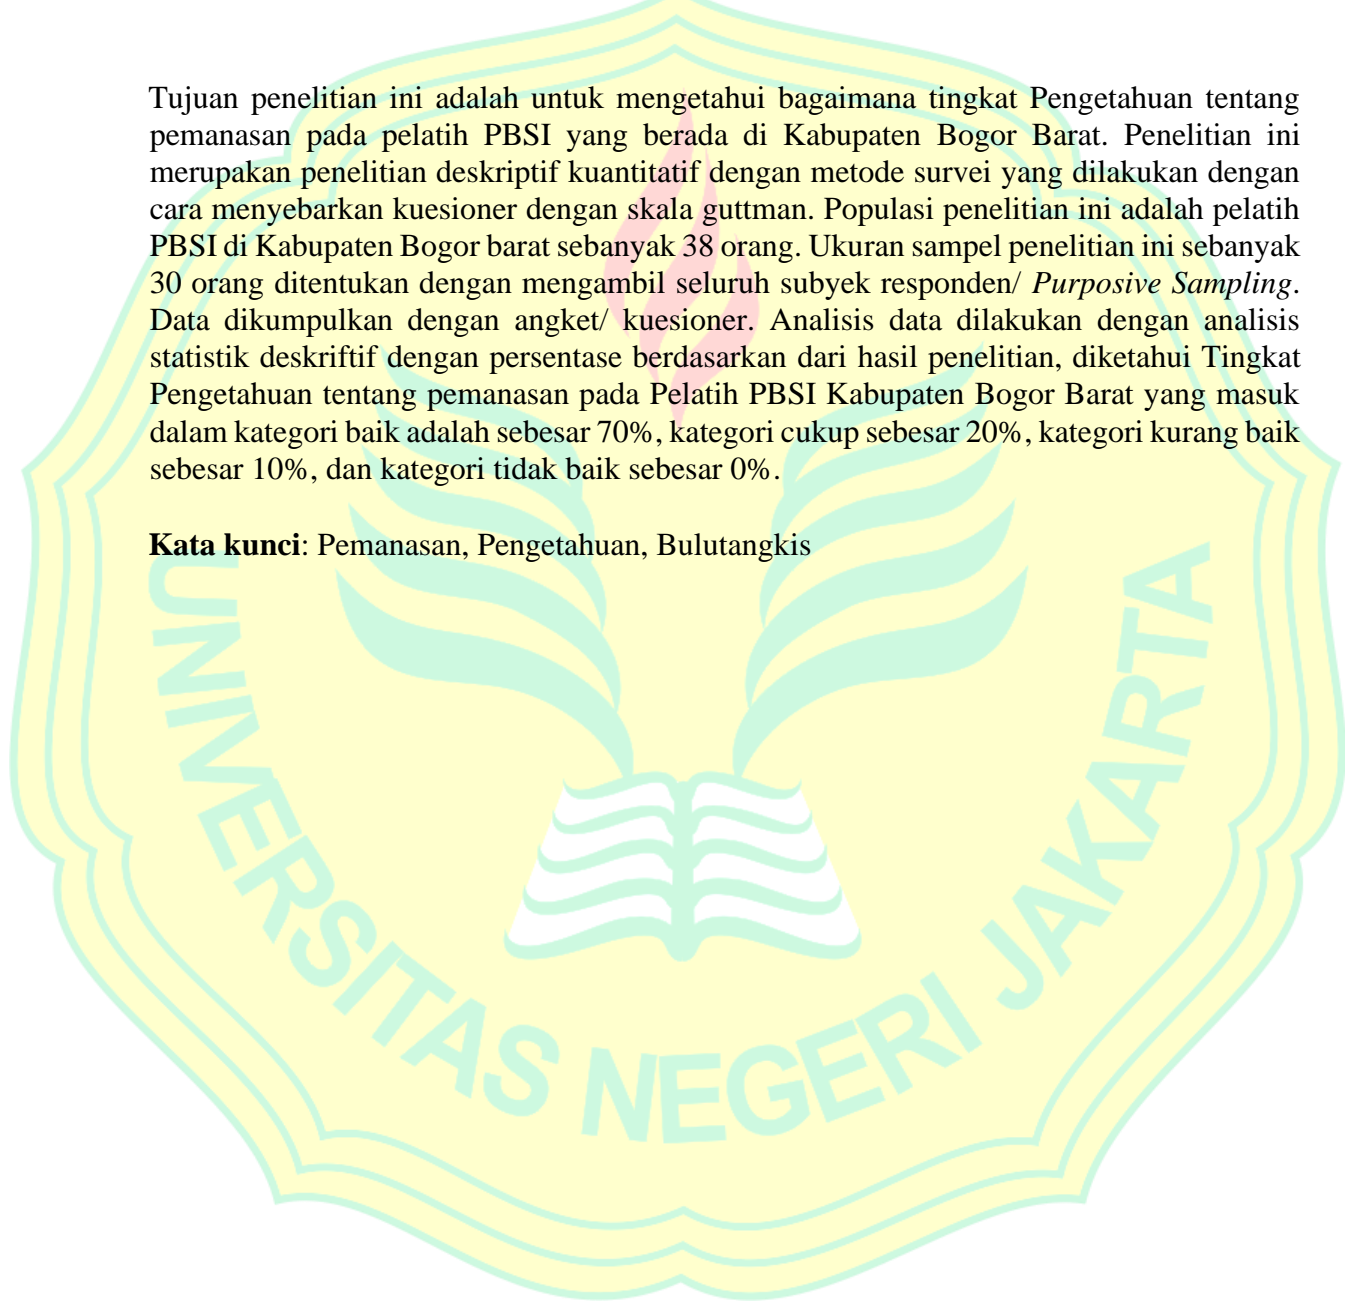 Tujuan penelitian ini adalah untuk mengetahui bagaimana tingkat Pengetahuan tentang
pemanasan pada pelatih PBSI yang berada di Kabupaten Bogor Barat. Penelitian ini
merupakan penelitian deskriptif kuantitatif dengan metode survei yang dilakukan dengan
cara menyebarkan kuesioner dengan skala guttman. Populasi penelitian ini adalah pelatih
PBSI di Kabupaten Bogor barat sebanyak 38 orang. Ukuran sampel penelitian ini sebanyak
30 orang ditentukan dengan mengambil seluruh subyek responden/ Purposive Sampling.
Data dikumpulkan dengan angket/ kuesioner. Analisis data dilakukan dengan analisis
statistik deskriftif dengan persentase berdasarkan dari hasil penelitian, diketahui Tingkat
Pengetahuan tentang pemanasan pada Pelatih PBSI Kabupaten Bogor Barat yang masuk
dalam kategori baik adalah sebesar 70%, kategori cukup sebesar 20%, kategori kurang baik
sebesar 10%, dan kategori tidak baik sebesar 0%.
Kata kunci: Pemanasan, Pengetahuan, Bulutangkis
UNIVERSITAS NEGERI JAKARTA